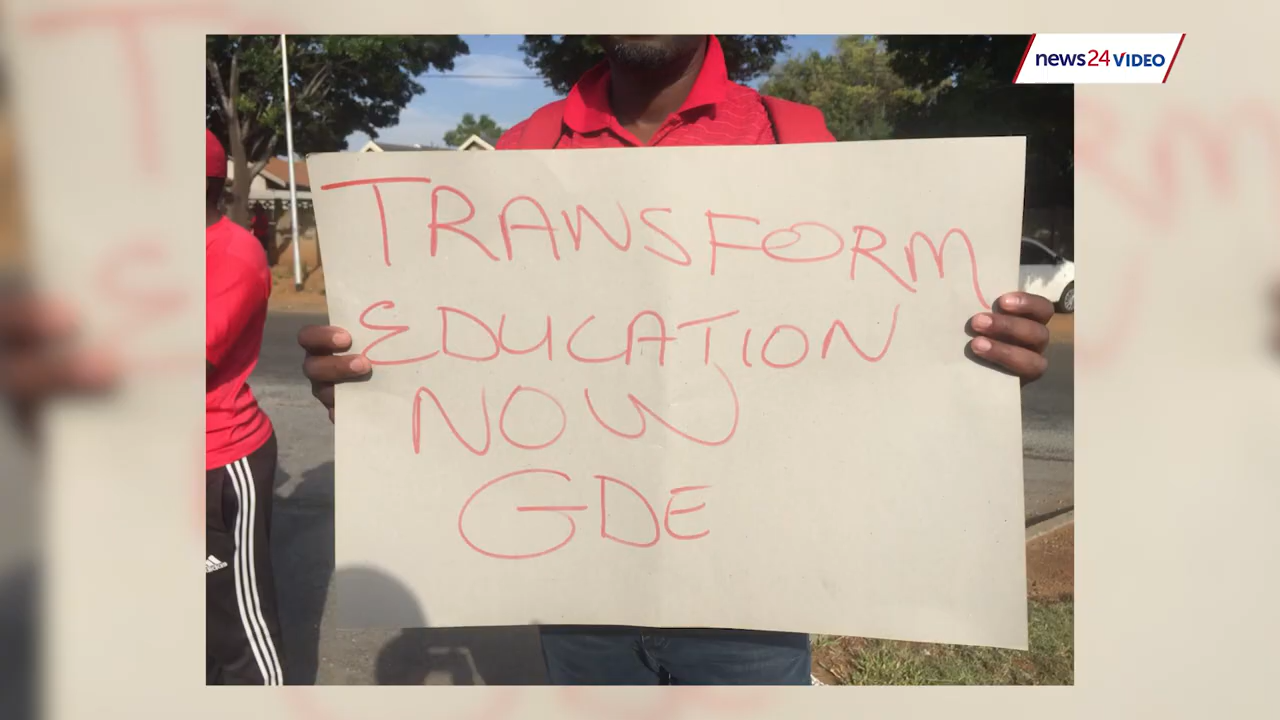 news24 VIDEO
TRANSFORM
EDUCATION
NOW
GDE